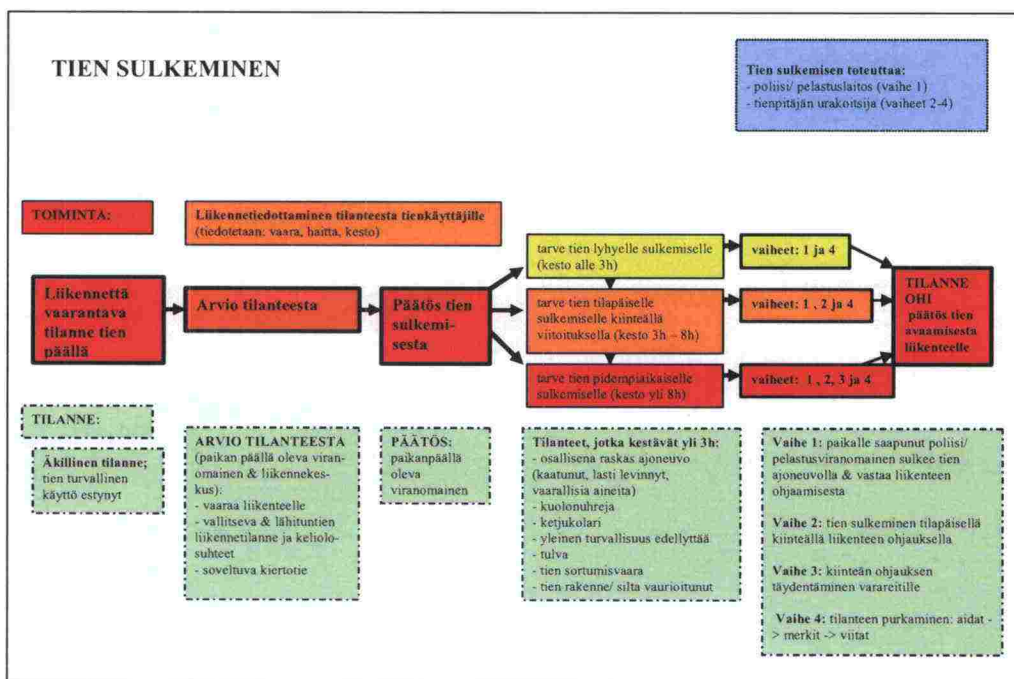 TIEN SULKEMINEN
Tien sulkemisen toteuttaa:
- poliisi/ pelastuslaitos (vaihe 1)
- tienpitäjän urakoitsija (vaiheet 2-4)
TOIMINTA:
Liikennetiedottaminen tilanteesta tienkäyttäjille
(tiedotetaan: vaara, haitta, kesto)
Liikennettä
vaarantava
tilanne tien
päällä
Arvio tilanteesta
Päätös tien
sulkemi-
sesta
tarve tien lyhyelle sulkemiselle
(kesto alle 3h)
vaiheet: 1 ja 4
tarve tien tilapäiselle
sulkemiselle kiinteällä
viitoituksella (kesto 3h – 8h)
vaiheet: 1 , 2 ja 4
tarve tien pidempiaikaiselle
sulkemiselle (kesto yli 8h)
vaiheet: 1 , 2, 3 ja 4
TILANNE
OHI
päätös tien
avaamisesta
liikenteelle
TILANNE:
Äkillinen tilanne;
tien turvallinen
käyttö estynyt
ARVIO TILANTEESTA
(paikan päällä oleva viran-
omainen & liikennekes-
kus):
- vaaraa liikenteelle
- vallitseva & lähituntien
liikennetilanne ja keliolo-
suhteet
- soveltuva kiertotie
PÄÄTÖS:
paikanpäällä
oleva
viranomainen
Tilanteet, jotka kestävät yli 3h:
- osallisena raskas ajoneuvo
(kaatunut, lasti levinnyt,
vaarallisia aineita)
- kuolonuhreja
- ketjukolari
- yleinen turvallisuus edellyttää
- tulva
- tien sortumisvaara
- tien rakenne/ silta vaurioitunut
Vaihe 1: paikalle saapunut poliisi/
pelastusviranomainen sulkee tien
ajoneuvolla & vastaa liikenteen
ohjaamisesta
Vaihe 2: tien sulkeminen tilapäisellä
kiinteällä liikenteen ohjauksella
Vaihe 3: kiinteän ohjauksen
täydentäminen varareitille
Vaihe 4: tilanteen purkaminen: aidat -
> merkit -> viitat